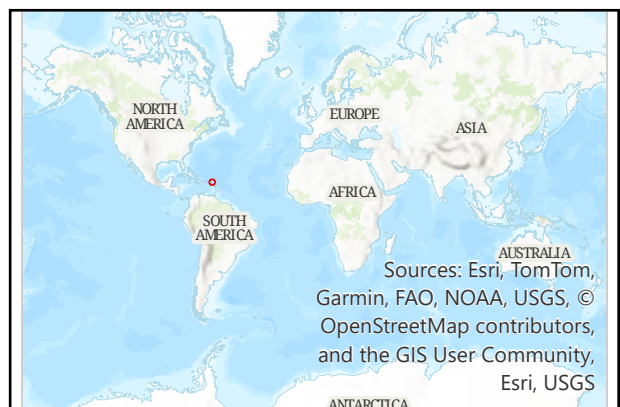 NORTH
AMERICA
EUROPE
ASIA
AFRICA
SOUTH
AMERICA
AUSTRALIA
Sources: Esri, TomTom,
Garmin, FAO, NOAA, USGS, ©
OpenStreetMap contributors,
and the GIS User Community,
Esri, USGS
ANTARCTICA